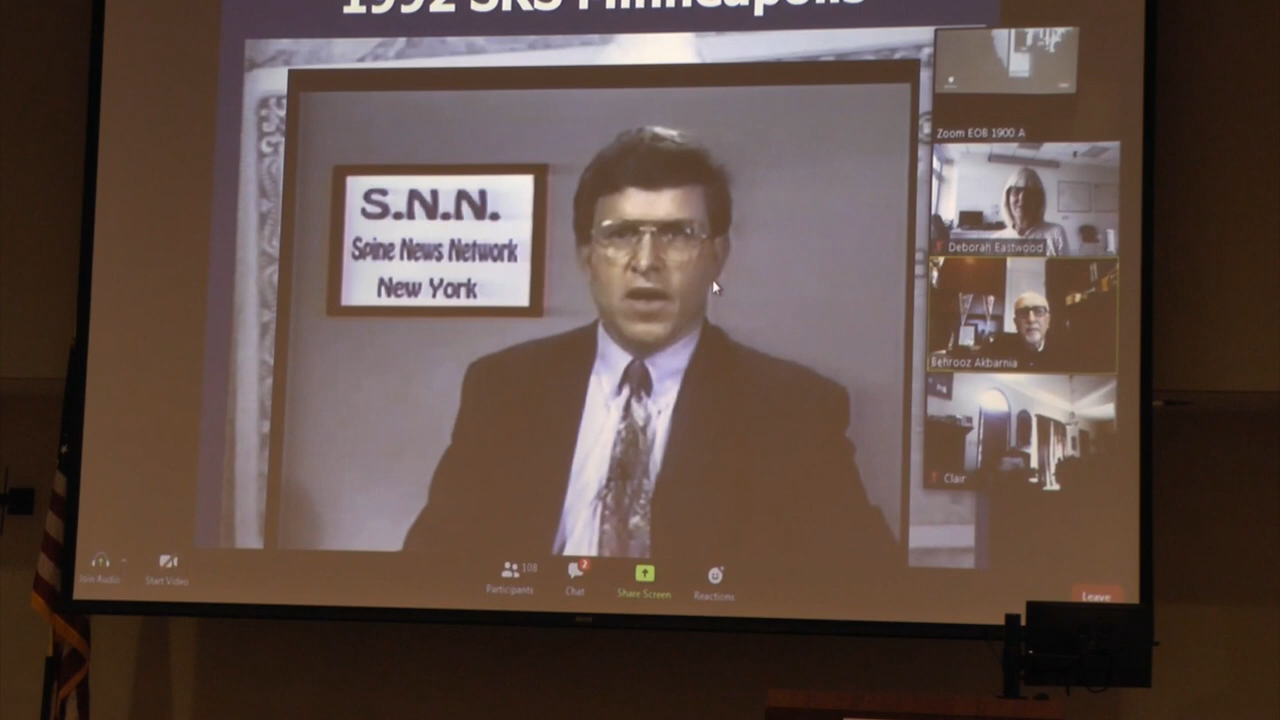 1992 SRS Minneapolis
S.N.N.
Spine News Network
New York
Zoom EOB 1900 A
Deborah Eastwood
Behrooz Akbarnia
Clair
Join Audio
Start Video
108
Participants
2
Chat
Share Screen
Reactions
Leave